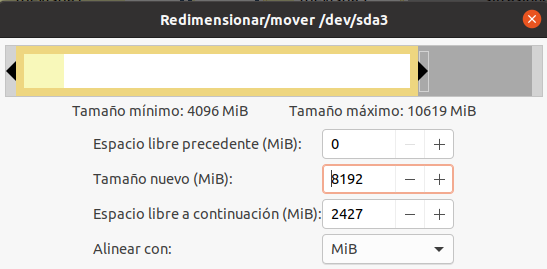 Redimensionar/mover /dev/sda3
Tamaño mínimo: 4096 MiB Tamaño máximo: 10619 MiB
Espacio libre precedente (MiB): 0
Tamaño nuevo (MiB): 8192
Espacio libre a continuación (MiB): 2427
Alinear con: MiB